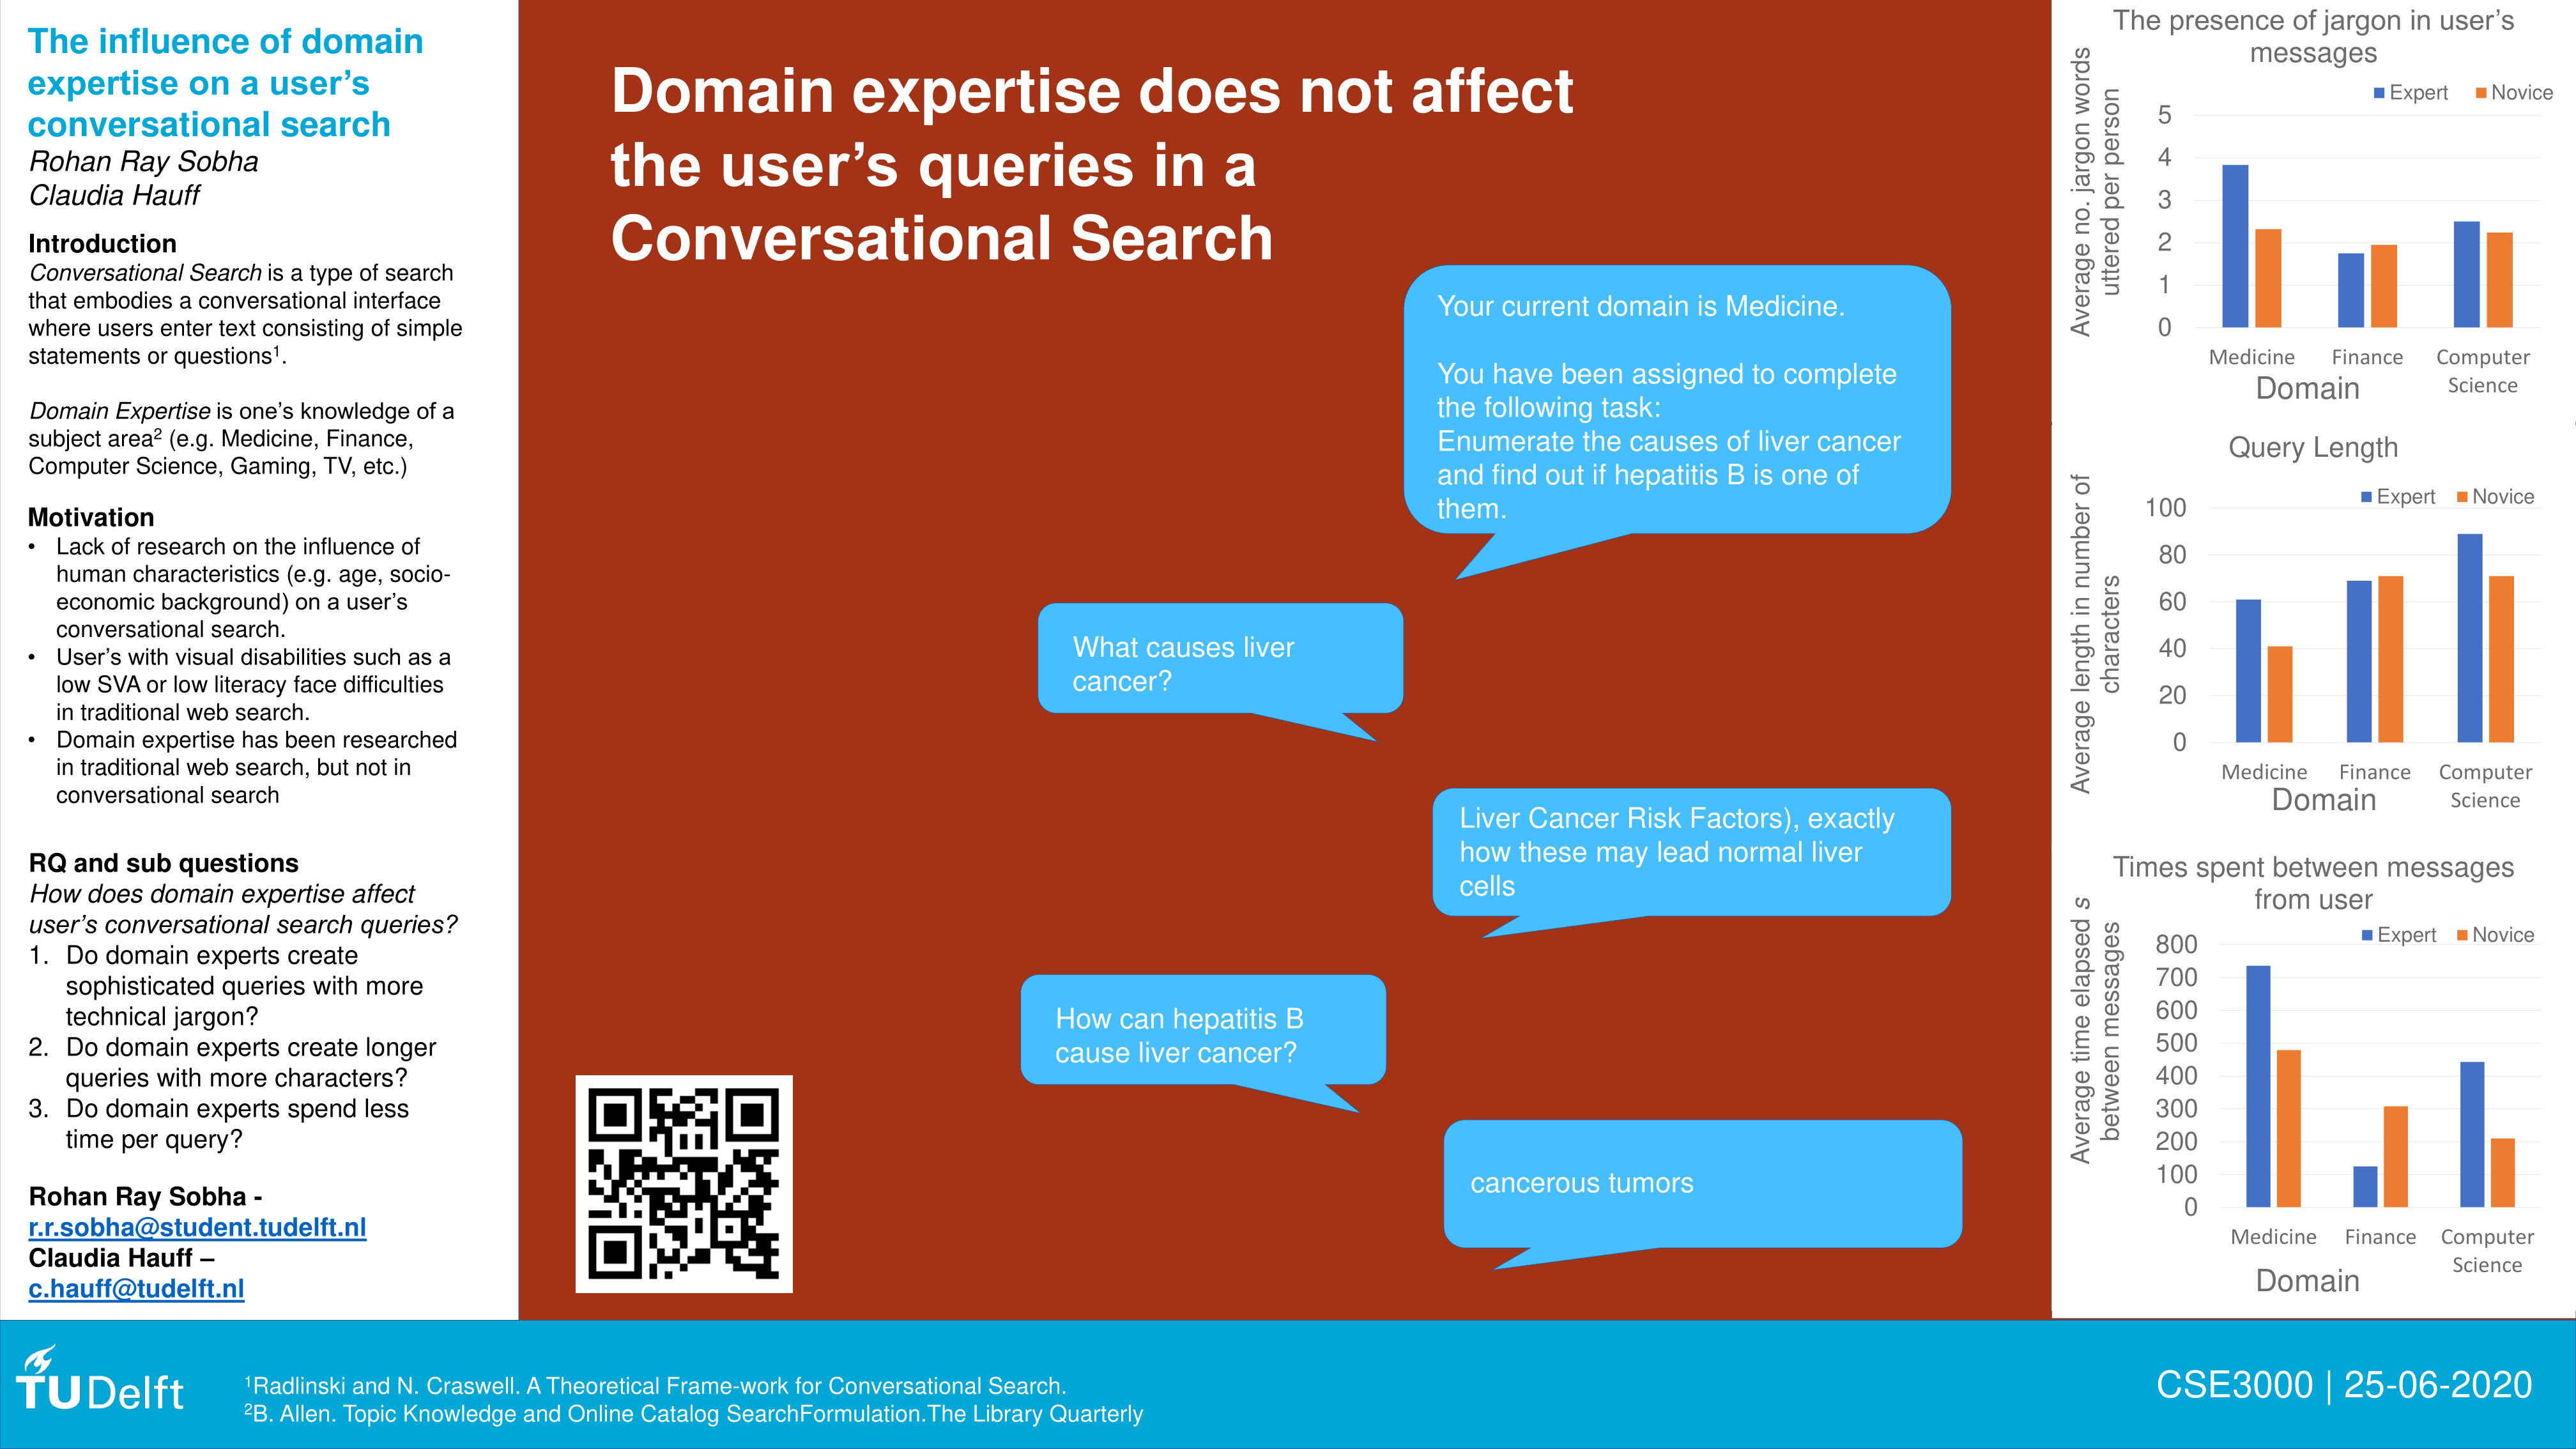 The influence of domain
expertise on a user's
conversational search
Rohan Ray Sobha
Claudia Hauff
Introduction
Conversational Search is a type of search
that embodies a conversational interface
where users enter text consisting of simple
statements or questions¹.
Domain Expertise is one's knowledge of a
subject area² (e.g. Medicine, Finance,
Computer Science, Gaming, TV, etc.)
Motivation
• Lack of research on the influence of
human characteristics (e.g. age, socio-
economic background) on a user's
conversational search.
• User's with visual disabilities such as a
low SVA or low literacy face difficulties
in traditional web search.
• Domain expertise has been researched
in traditional web search, but not in
conversational search
RQ and sub questions
How does domain expertise affect
user's conversational search queries?
1. Do domain experts create
sophisticated queries with more
technical jargon?
2. Do domain experts create longer
queries with more characters?
3. Do domain experts spend less
time per query?
Rohan Ray Sobha -
r.r.sobha@student.tudelft.nl
Claudia Hauff –
c.hauff@tudelft.nl
Domain expertise does not affect
the user's queries in a
Conversational Search
Your current domain is Medicine.
You have been assigned to complete
the following task:
Enumerate the causes of liver cancer
and find out if hepatitis B is one of
them.
What causes liver
cancer?
Liver Cancer Risk Factors), exactly
how these may lead normal liver
cells
How can hepatitis B
cause liver cancer?
cancerous tumors
The presence of jargon in user's
messages
Expert Novice
Average no. jargon words
uttered per person
5
4
3
2
1
0
Medicine Finance Computer
Science
Domain
Query Length
Expert Novice
Average length in number of
characters
100
80
60
40
20
0
Medicine Finance Computer
Science
Domain
Times spent between messages
from user
Expert Novice
Average time elapsed s
between messages
800
700
600
500
400
300
200
100
0
Medicine Finance Computer
Science
Domain
TUDelft
¹Radlinski and N. Craswell. A Theoretical Frame-work for Conversational Search.
²B. Allen. Topic Knowledge and Online Catalog SearchFormulation.The Library Quarterly
CSE3000 | 25-06-2020